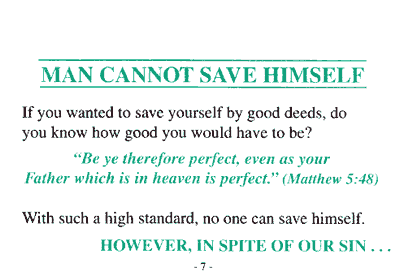 MAN CANNOT SAVE HIMSELF
If you wanted to save yourself by good deeds, do
you know how good you would have to be?
“Be ye therefore perfect, even as your
Father which is in heaven is perfect.” (Matthew 5:48)
With such a high standard, no one can save himself.
HOWEVER, IN SPITE OF OUR SIN . . .
- 7 -